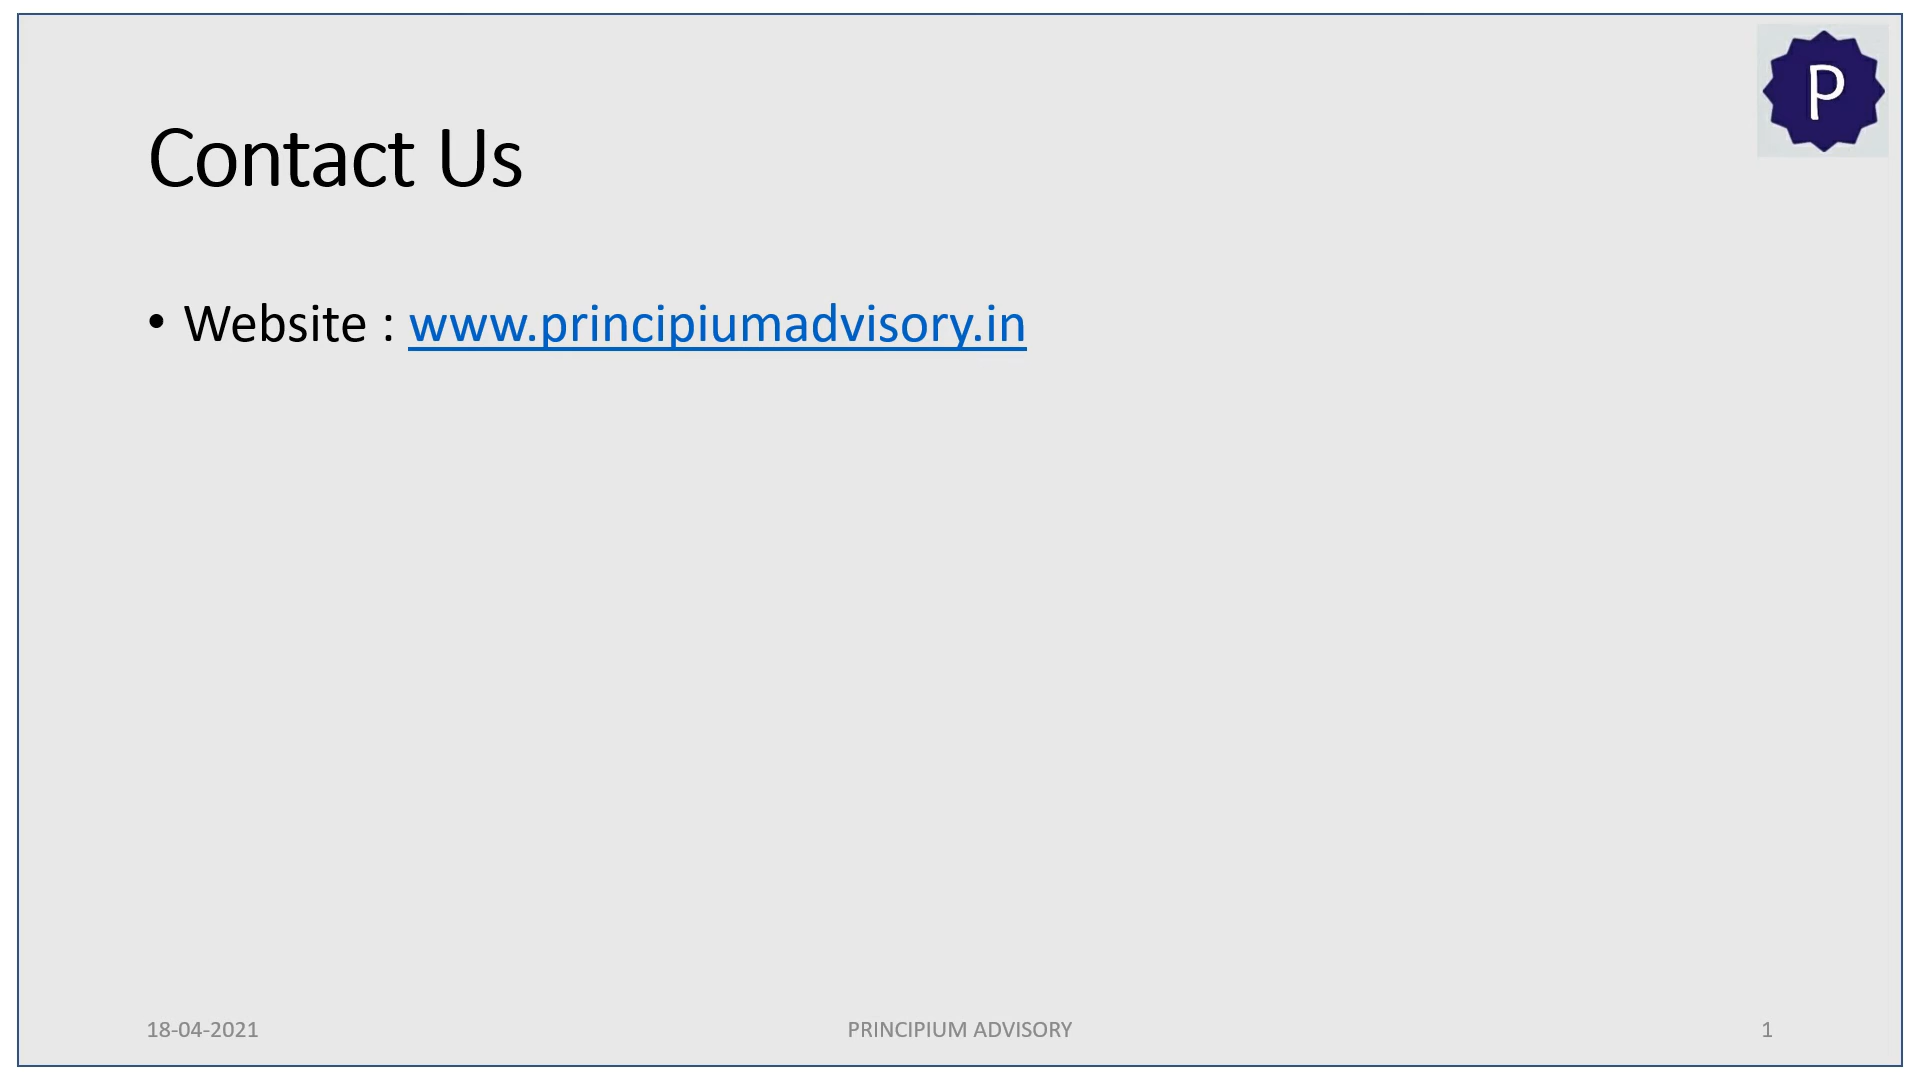 P
Contact Us
• Website : www.principiumadvisory.in
18-04-2021
PRINCIPIUM ADVISORY
1